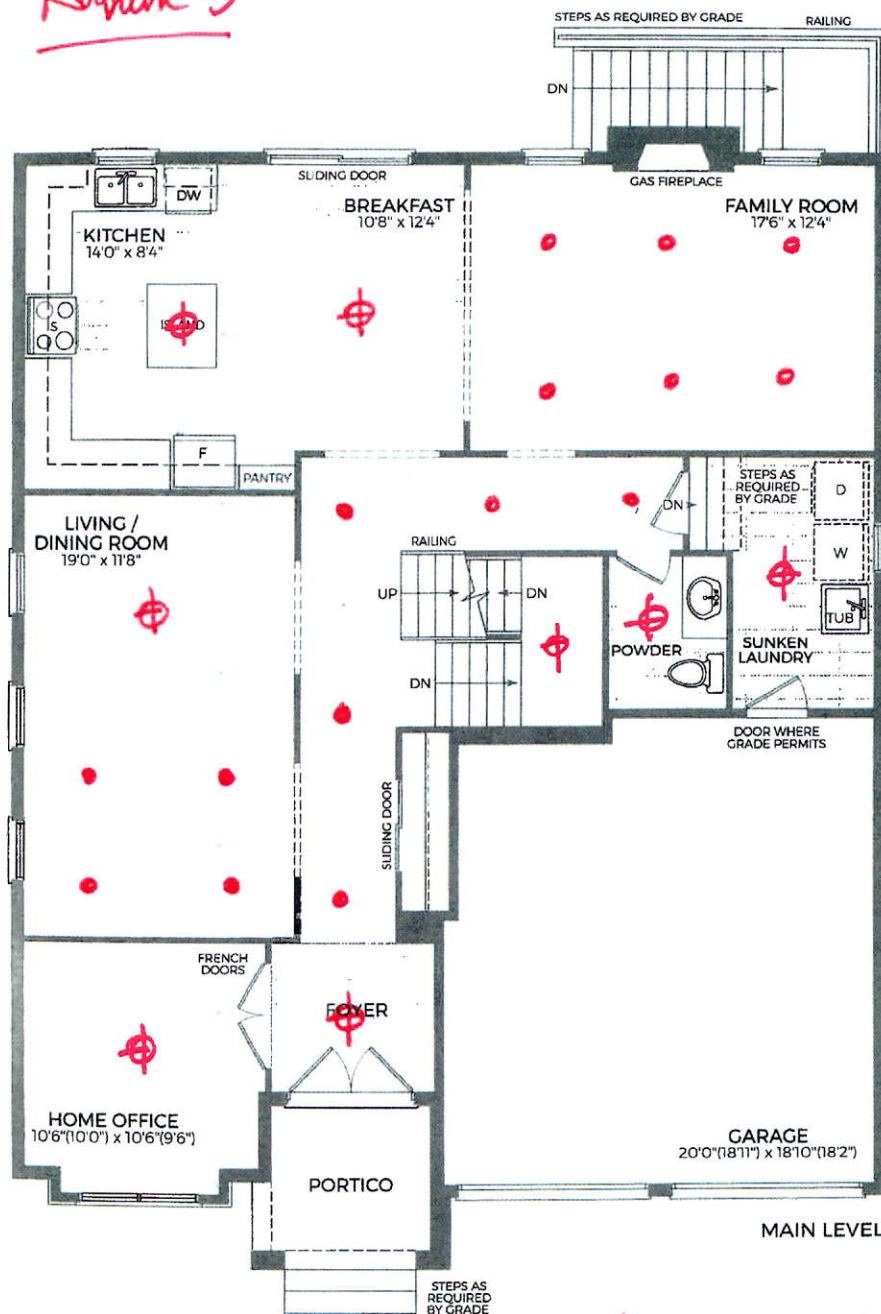 STEPS AS REQUIRED BY GRADE
RAILING
DN
SLIDING DOOR
GAS FIREPLACE
DW
KITCHEN
14'0" x 8'4"
BREAKFAST
10'8" x 12'4"
FAMILY ROOM
17'6" x 12'4"
S
ISLAND
F
PANTRY
STEPS AS
REQUIRED
BY GRADE
D
DN
W
LIVING /
DINING ROOM
19'0" x 11'8"
RAILING
UP
DN
TUB
POWDER
SUNKEN
LAUNDRY
DN
DOOR WHERE
GRADE PERMITS
SLIDING DOOR
FRENCH
DOORS
FOYER
HOME OFFICE
10'6"(10'0") x 10'6"(9'6")
GARAGE
20'0"(18'11") x 18'10"(18'2")
PORTICO
MAIN LEVEL
STEPS AS
REQUIRED
BY GRADE